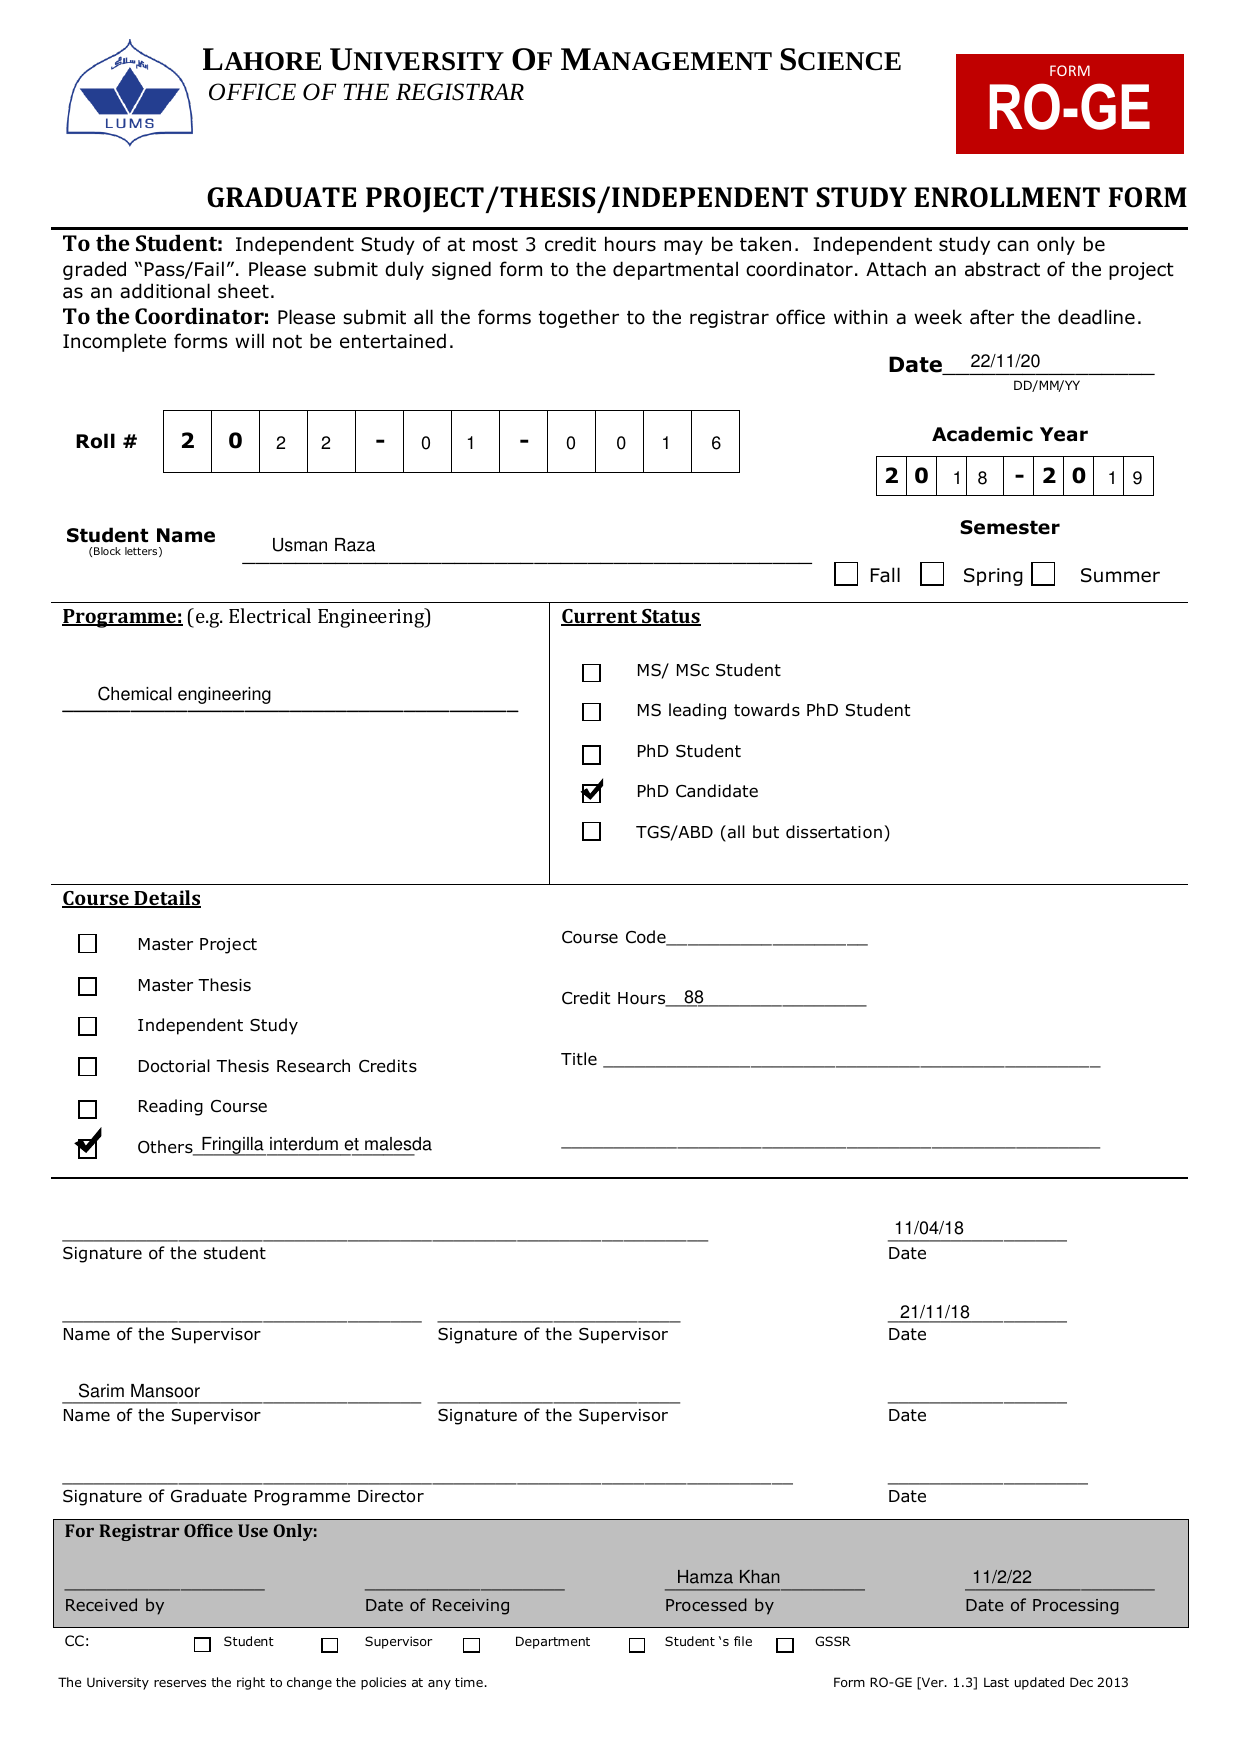 LAHORE UNIVERSITY OF MANAGEMENT SCIENCE
OFFICE OF THE REGISTRAR
LUMS
FORM
RO-GE
GRADUATE PROJECT/THESIS/INDEPENDENT STUDY ENROLLMENT FORM
To the Student: Independent Study of at most 3 credit hours may be taken. Independent study can only be
graded “Pass/Fail”. Please submit duly signed form to the departmental coordinator. Attach an abstract of the project
as an additional sheet.
To the Coordinator: Please submit all the forms together to the registrar office within a week after the deadline.
Incomplete forms will not be entertained.
Date 22/11/20
DD/MM/YY
Roll # 2 0 2 2 - 0 1 - 0 0 1 6
Academic Year
2 0 1 8 - 2 0 1 9
Student Name Usman Raza
(Block letters)
Semester
Fall Spring Summer
Programme: (e.g. Electrical Engineering)
Chemical engineering
Current Status
MS/ MSc Student
MS leading towards PhD Student
PhD Student
PhD Candidate
TGS/ABD (all but dissertation)
Course Details
Master Project
Master Thesis
Independent Study
Doctorial Thesis Research Credits
Reading Course
Others Fringilla interdum et malesda
Course Code
Credit Hours 88
Title
11/04/18
Signature of the student Date
21/11/18
Name of the Supervisor Signature of the Supervisor Date
Sarim Mansoor
Name of the Supervisor Signature of the Supervisor Date
Signature of Graduate Programme Director Date
For Registrar Office Use Only:
Hamza Khan 11/2/22
Received by Date of Receiving Processed by Date of Processing
CC: Student Supervisor Department Student ‘s file GSSR
The University reserves the right to change the policies at any time. Form RO-GE [Ver. 1.3] Last updated Dec 2013